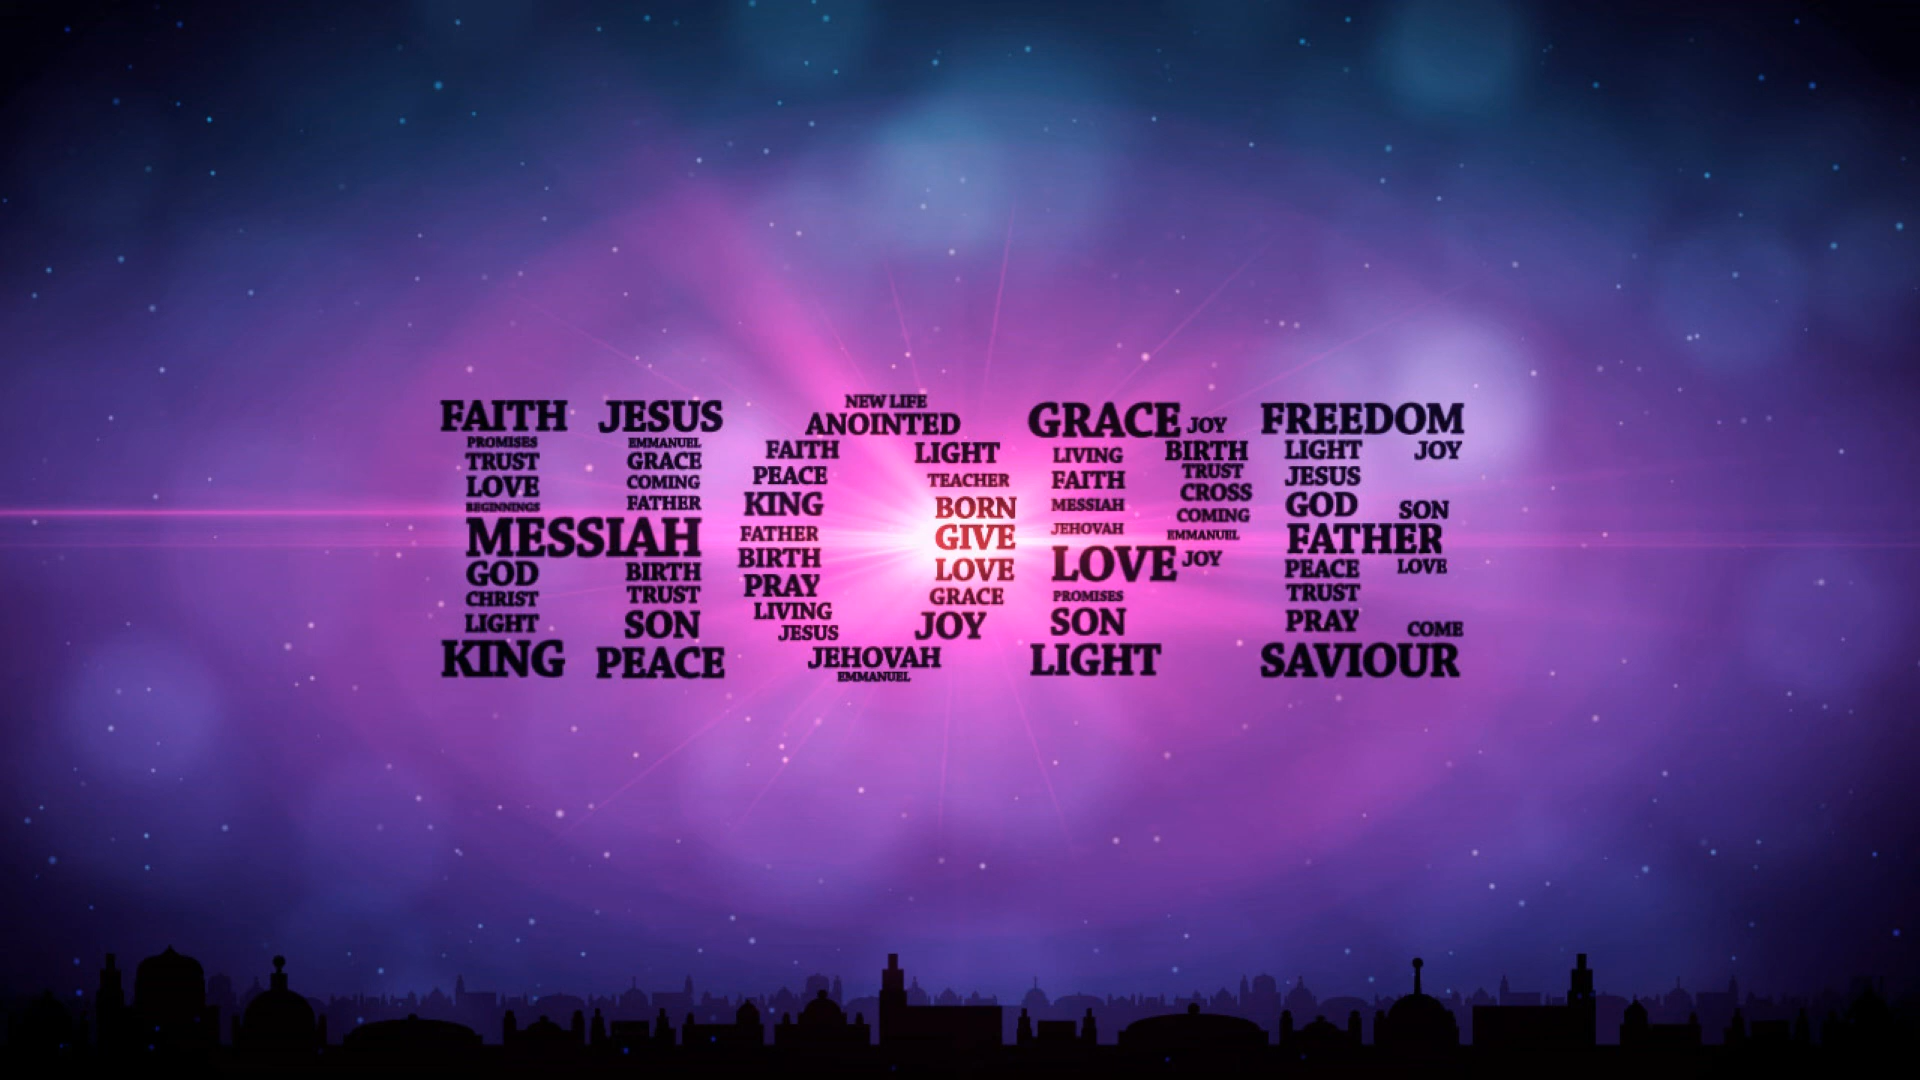 FAITH JESUS
PROMISES EMMANUEL
TRUST GRACE
LOVE COMING
BEGINNINGS FATHER
MESSIAH
GOD BIRTH
CHRIST TRUST
LIGHT SON
KING PEACE
NEW LIFE
ANOINTED
FAITH LIGHT
PEACE TEACHER
KING BORN
FATHER GIVE
BIRTH LOVE
PRAY GRACE
LIVING JOY
JESUS
JEHOVAH
EMMANUEL
GRACE JOY
LIVING BIRTH
FAITH TRUST
MESSIAH CROSS
JEHOVAH COMING
EMMANUEL
LOVE JOY
PROMISES
SON
LIGHT
FREEDOM
LIGHT JOY
JESUS
GOD SON
FATHER
PEACE LOVE
TRUST
PRAY COME
SAVIOUR